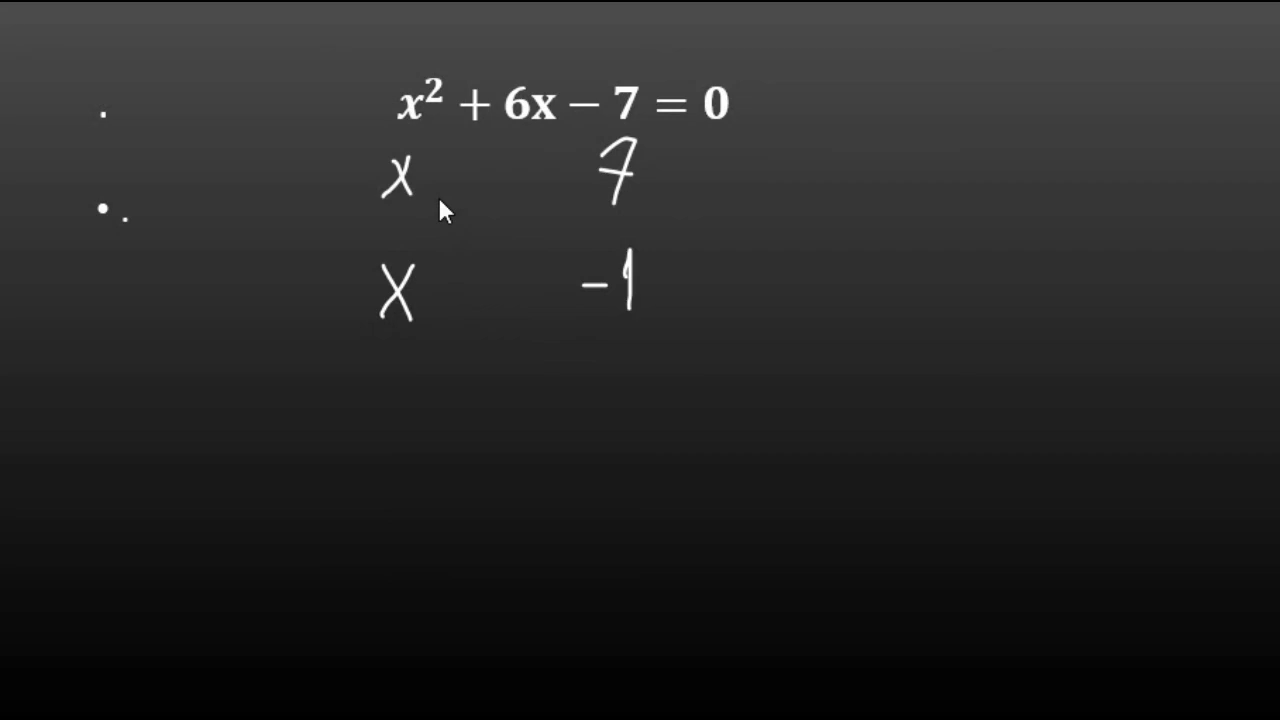 x² + 6x − 7 = 0
x 7
x -1